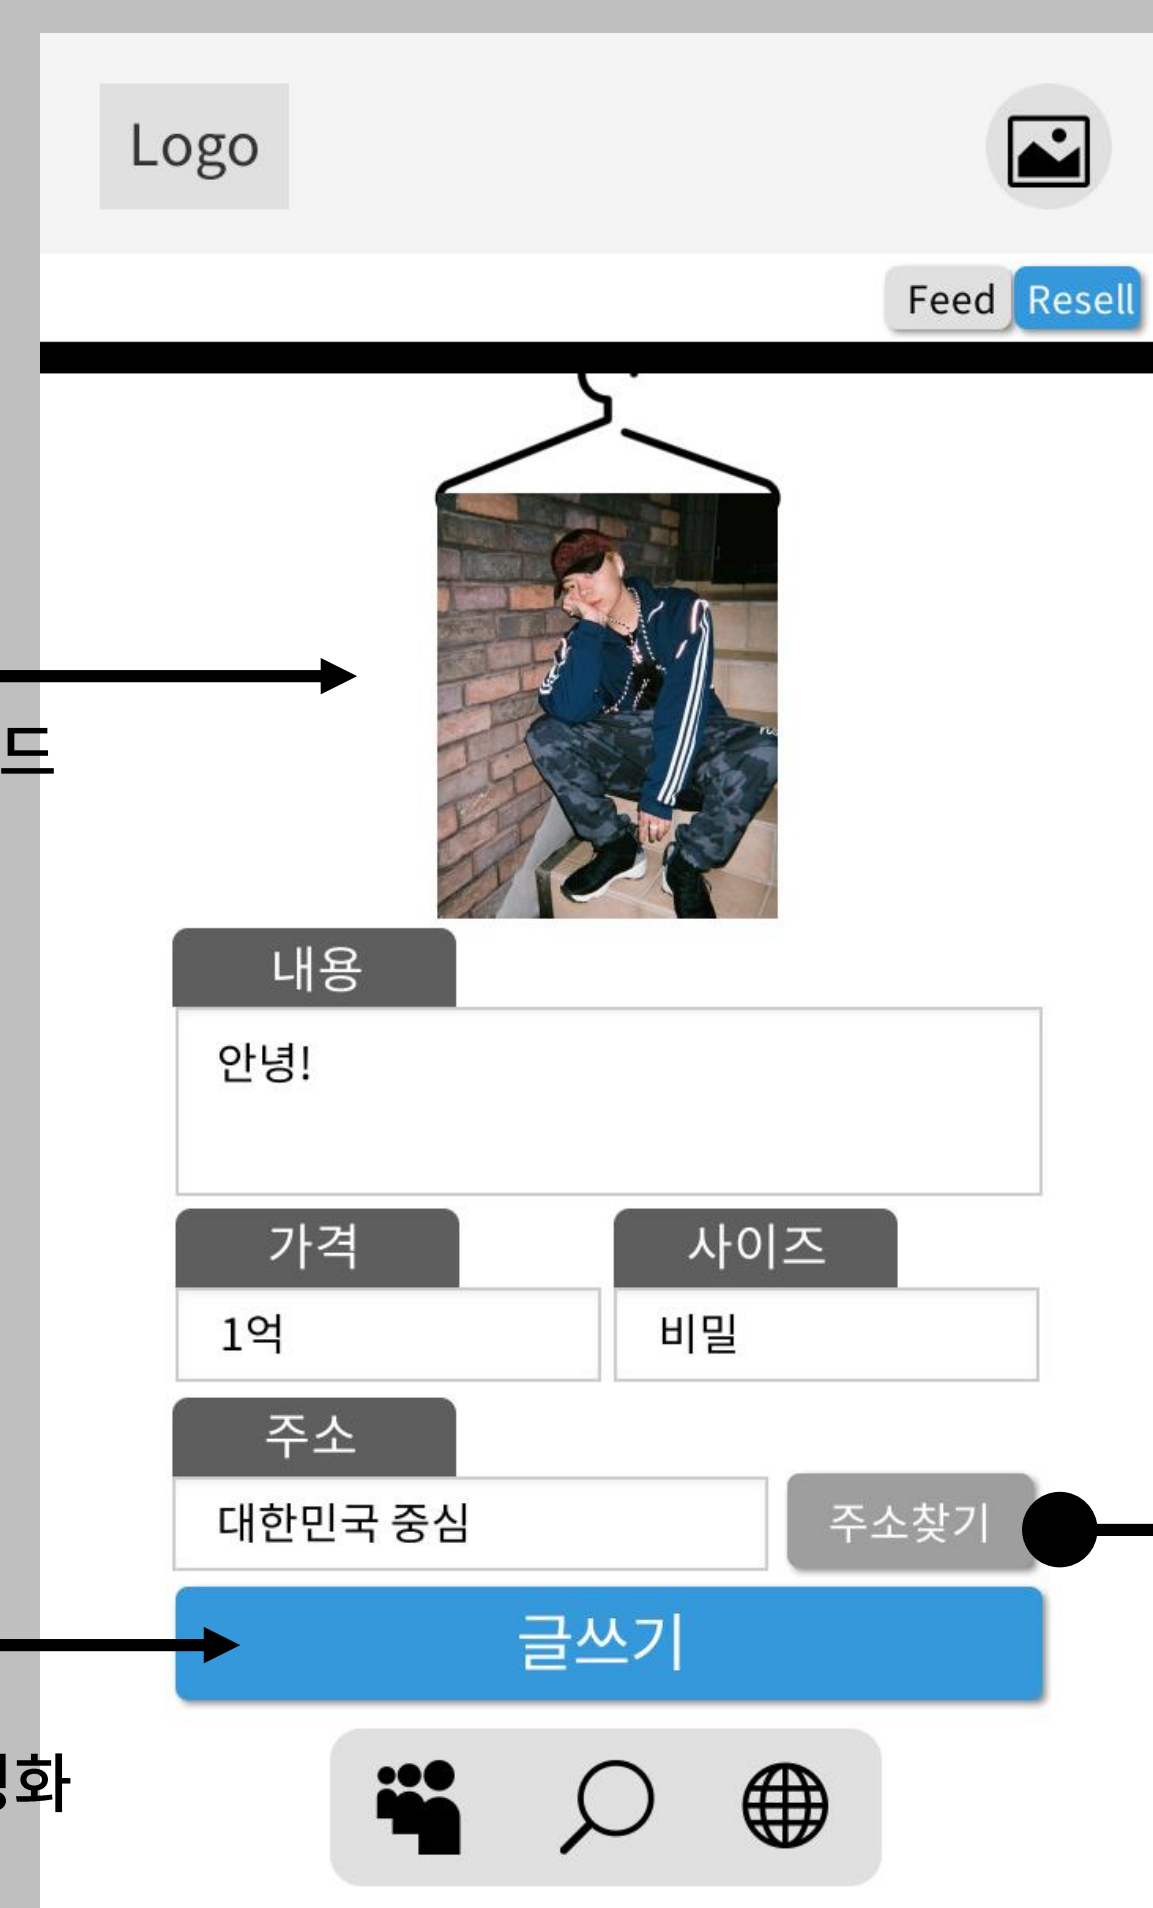 Logo
Feed Resell
드
내용
안녕!
가격 사이즈
1억 비밀
주소
대한민국 중심 주소찾기
글쓰기
화